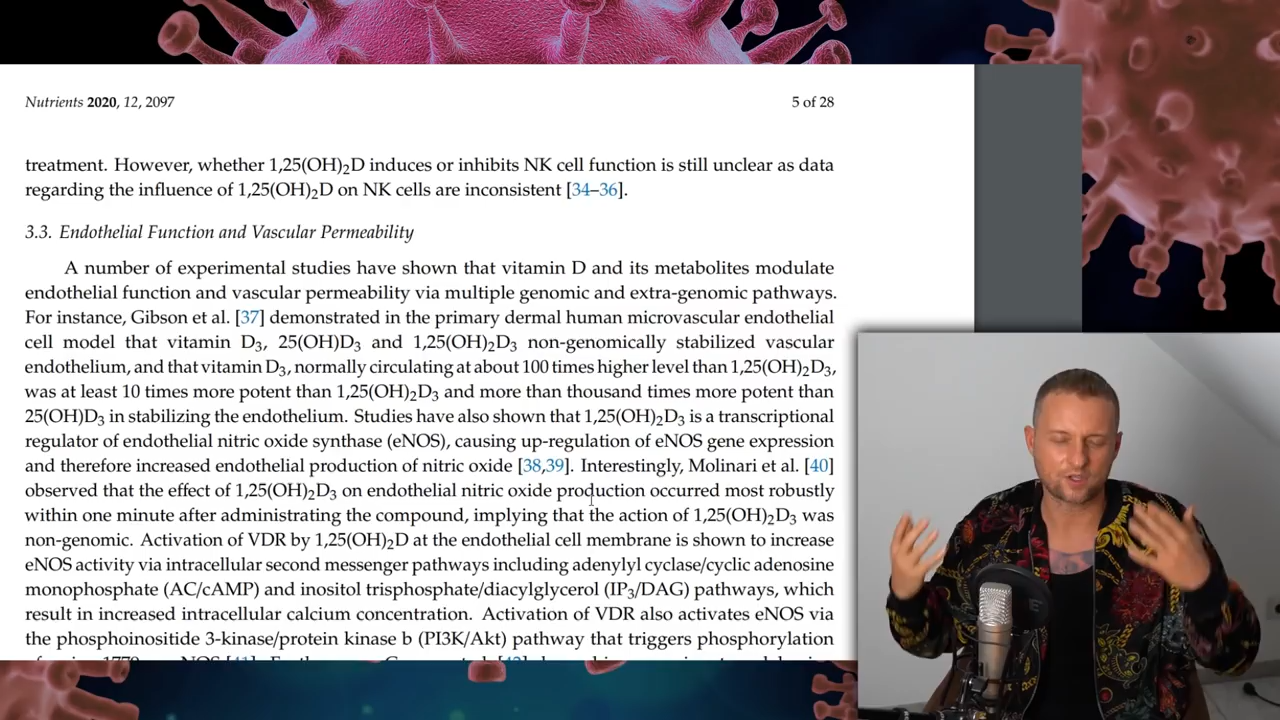 Nutrients 2020, 12, 2097
5 of 28
treatment. However, whether 1,25(OH)₂D induces or inhibits NK cell function is still unclear as data
regarding the influence of 1,25(OH)₂D on NK cells are inconsistent [34–36].
3.3. Endothelial Function and Vascular Permeability
A number of experimental studies have shown that vitamin D and its metabolites modulate
endothelial function and vascular permeability via multiple genomic and extra-genomic pathways.
For instance, Gibson et al. [37] demonstrated in the primary dermal human microvascular endothelial
cell model that vitamin D₃, 25(OH)D₃ and 1,25(OH)₂D₃ non-genomically stabilized vascular
endothelium, and that vitamin D₃, normally circulating at about 100 times higher level than 1,25(OH)₂D₃,
was at least 10 times more potent than 1,25(OH)₂D₃ and more than thousand times more potent than
25(OH)D₃ in stabilizing the endothelium. Studies have also shown that 1,25(OH)₂D₃ is a transcriptional
regulator of endothelial nitric oxide synthase (eNOS), causing up-regulation of eNOS gene expression
and therefore increased endothelial production of nitric oxide [38,39]. Interestingly, Molinari et al. [40]
observed that the effect of 1,25(OH)₂D₃ on endothelial nitric oxide production occurred most robustly
within one minute after administrating the compound, implying that the action of 1,25(OH)₂D₃ was
non-genomic. Activation of VDR by 1,25(OH)₂D at the endothelial cell membrane is shown to increase
eNOS activity via intracellular second messenger pathways including adenylyl cyclase/cyclic adenosine
monophosphate (AC/cAMP) and inositol trisphosphate/diacylglycerol (IP₃/DAG) pathways, which
result in increased intracellular calcium concentration. Activation of VDR also activates eNOS via
the phosphoinositide 3-kinase/protein kinase b (PI3K/Akt) pathway that triggers phosphorylation